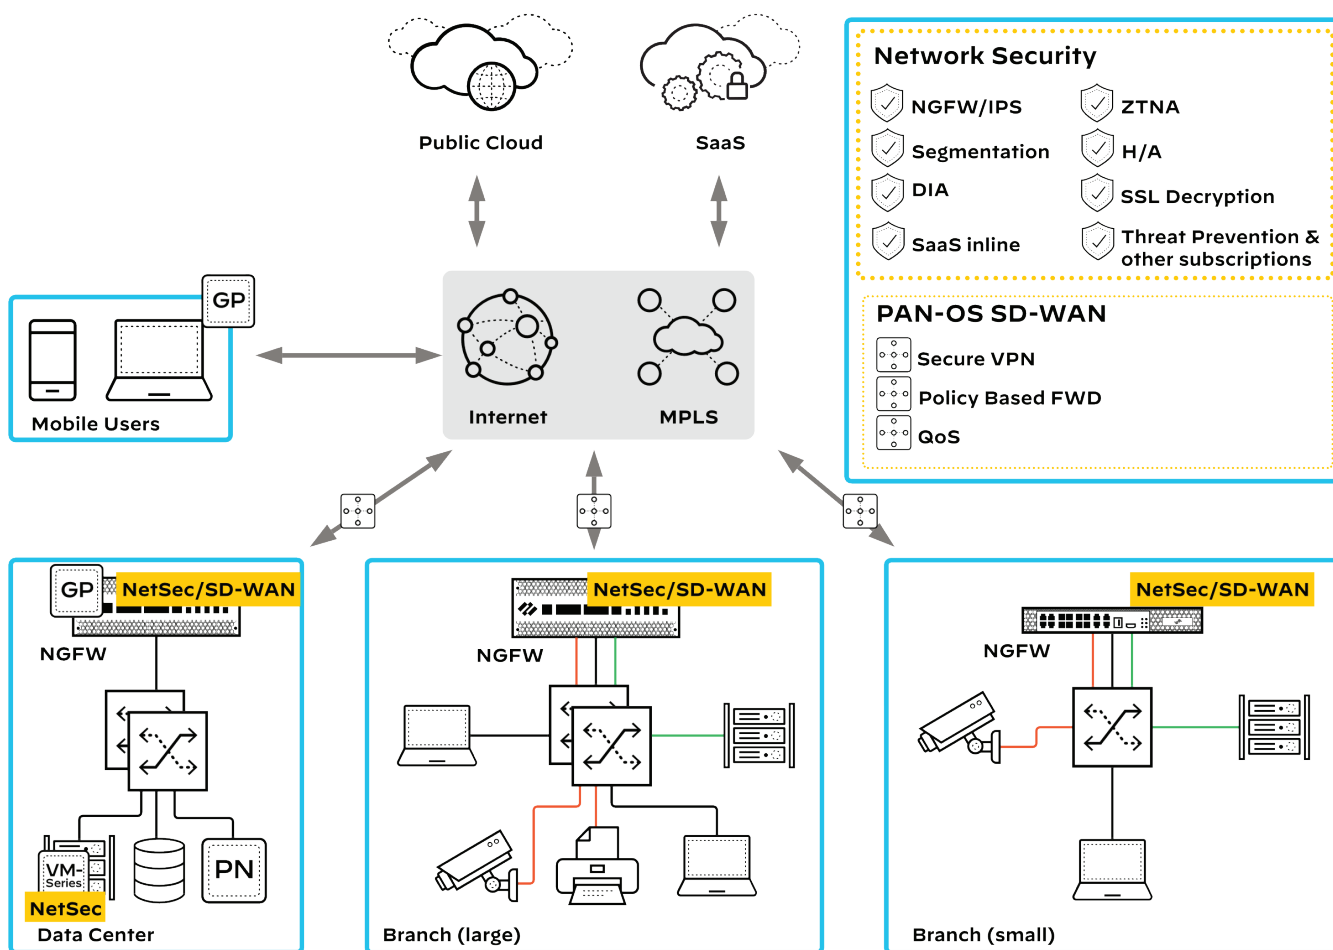 Public Cloud
SaaS
Network Security
NGFW/IPS
ZTNA
Segmentation
H/A
DIA
SSL Decryption
SaaS inline
Threat Prevention &
other subscriptions
PAN-OS SD-WAN
Secure VPN
Policy Based FWD
QoS
GP
Mobile Users
Internet
MPLS
GP
NetSec/SD-WAN
NGFW
VM-
Series
NetSec
PN
Data Center
NetSec/SD-WAN
NGFW
Branch (large)
NetSec/SD-WAN
NGFW
Branch (small)